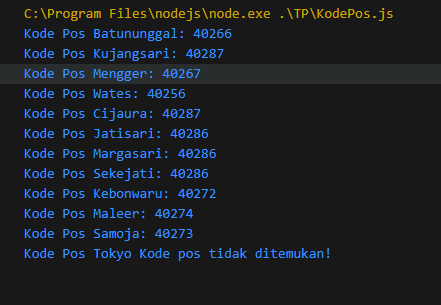 C:\Program Files\nodejs\node.exe .\TP\KodePos.js
Kode Pos Batununggal: 40266
Kode Pos Kujangsari: 40287
Kode Pos Mengger: 40267
Kode Pos Wates: 40256
Kode Pos Cijaura: 40287
Kode Pos Jatisari: 40286
Kode Pos Margasari: 40286
Kode Pos Sekejati: 40286
Kode Pos Kebonwaru: 40272
Kode Pos Maleer: 40274
Kode Pos Samoja: 40273
Kode Pos Tokyo Kode pos tidak ditemukan!